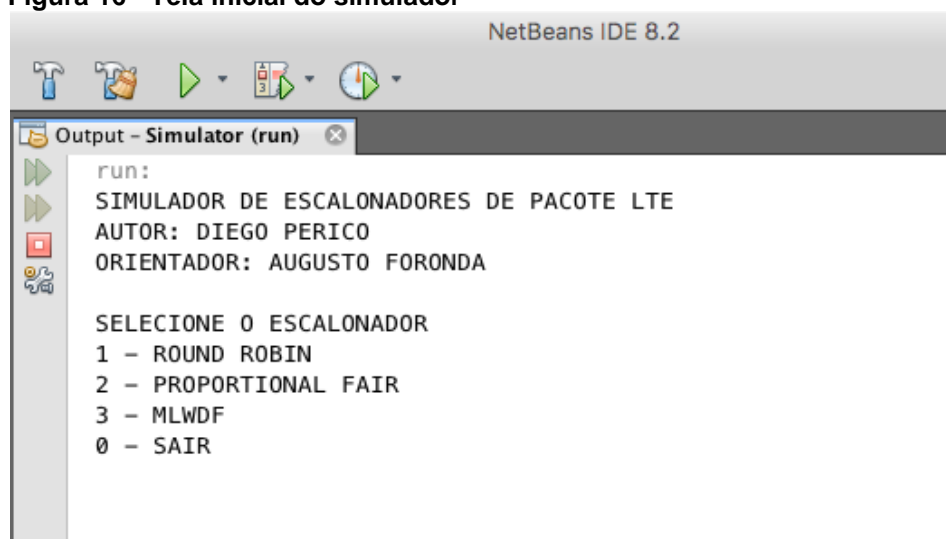 Figura 16 - Tela inicial do simulador
NetBeans IDE 8.2
Output – Simulator (run)
run:
SIMULADOR DE ESCALONADORES DE PACOTE LTE
AUTOR: DIEGO PERICO
ORIENTADOR: AUGUSTO FORONDA
SELECIONE O ESCALONADOR
1 – ROUND ROBIN
2 – PROPORTIONAL FAIR
3 – MLWDF
0 – SAIR